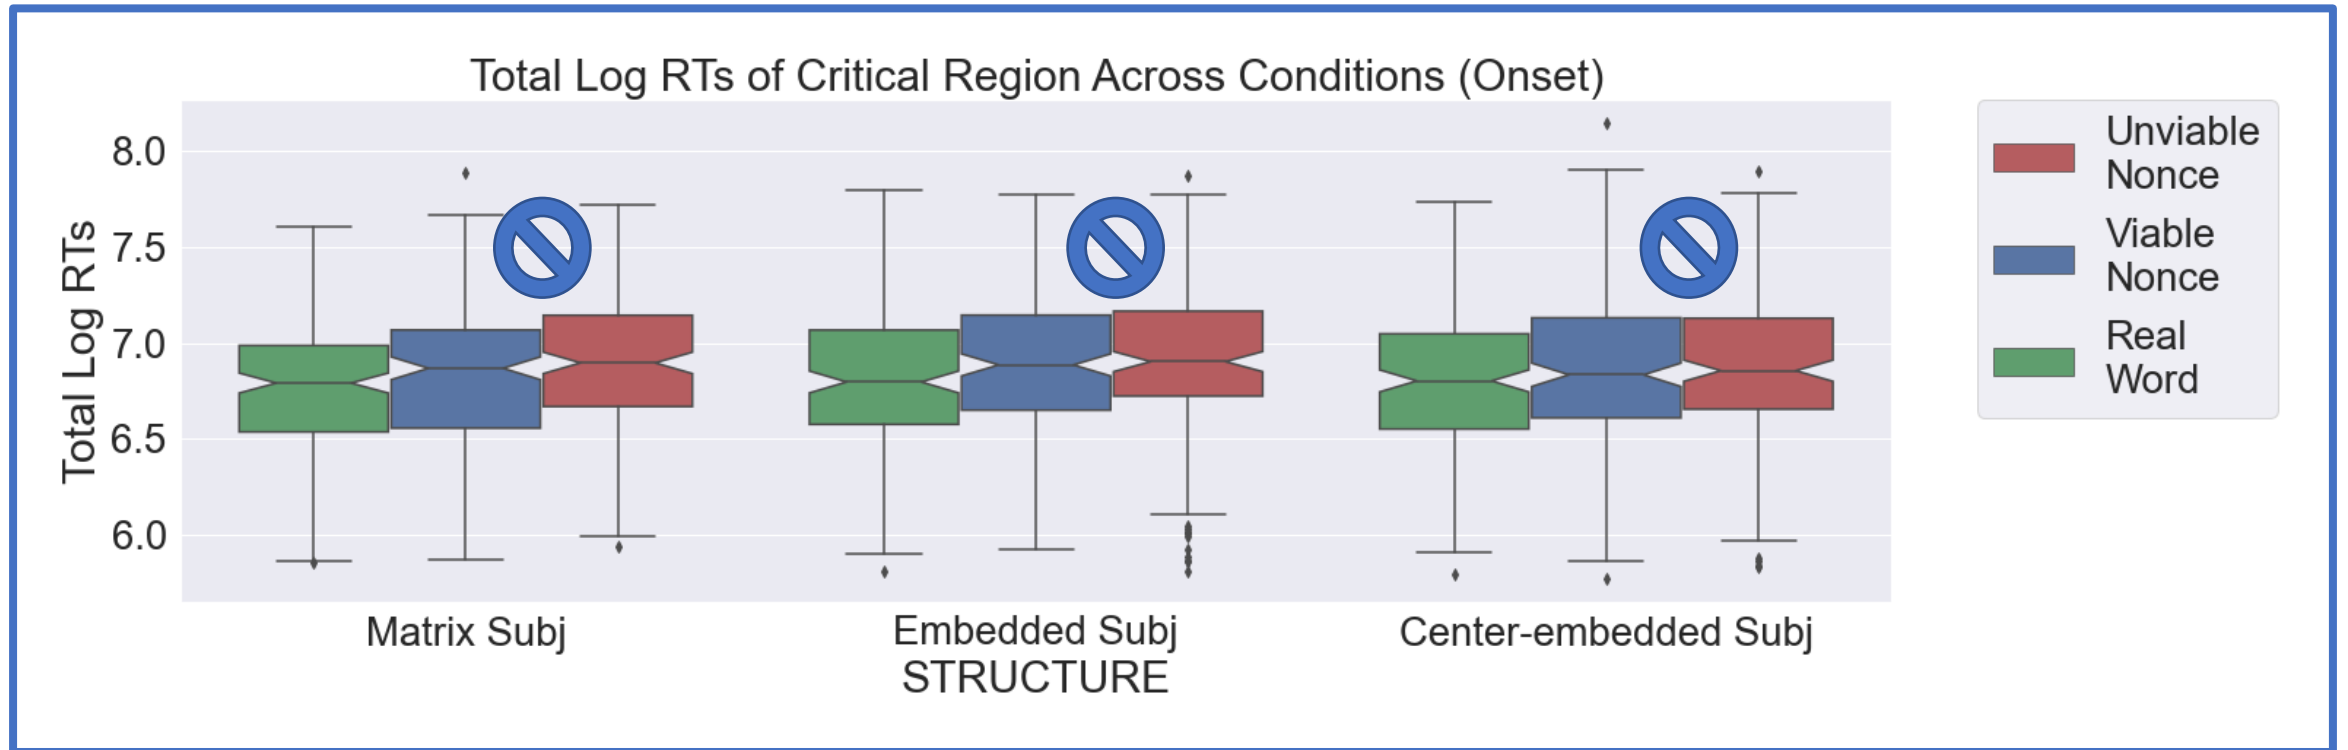 Total Log RTs of Critical Region Across Conditions (Onset)
Total Log RTs
8.0
7.5
7.0
6.5
6.0
Matrix Subj
Embedded Subj
Center-embedded Subj
STRUCTURE
Unviable
Nonce
Viable
Nonce
Real
Word